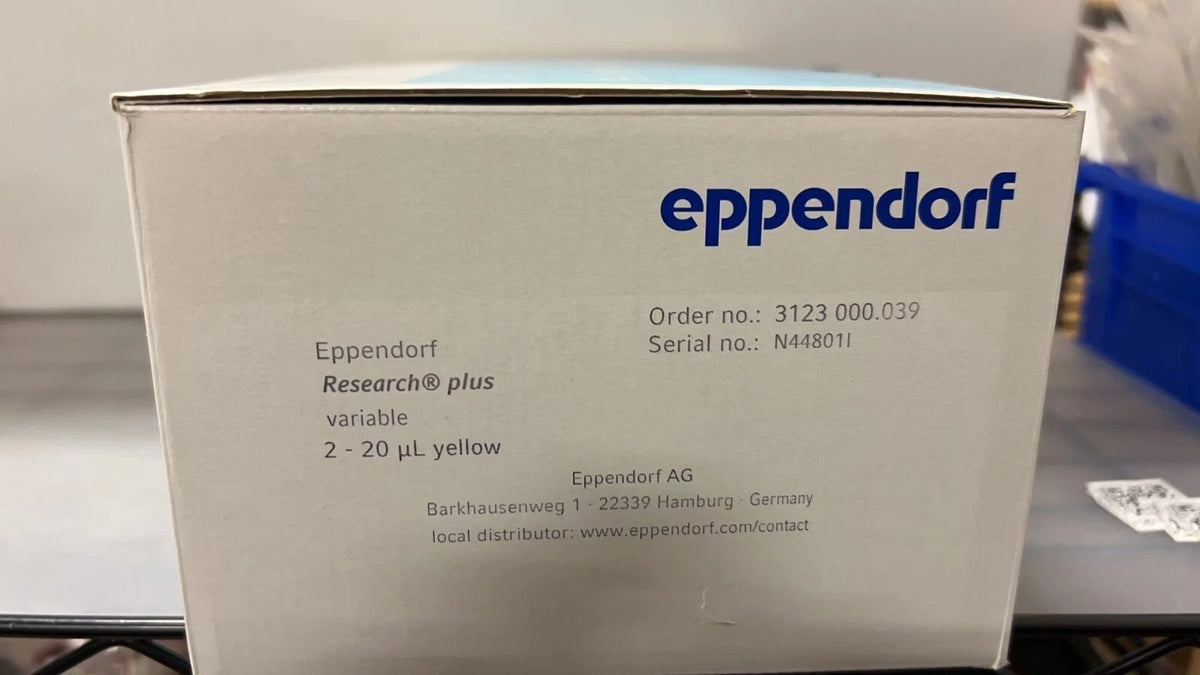 eppendorf
Order no.: 3123 000.039
Serial no.: N44801I
Eppendorf
Research® plus
variable
2 - 20 µL yellow
Eppendorf AG
Barkhausenweg 1 · 22339 Hamburg · Germany
local distributor: www.eppendorf.com/contact